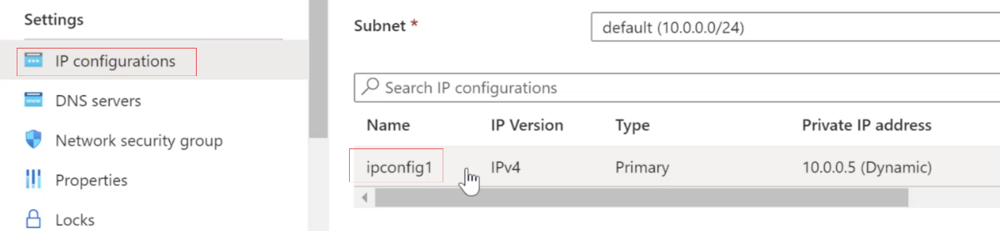 Settings
IP configurations
DNS servers
Network security group
Properties
Locks
Subnet *
default (10.0.0.0/24)
Search IP configurations
Name IP Version Type Private IP address
ipconfig1 IPv4 Primary 10.0.0.5 (Dynamic)